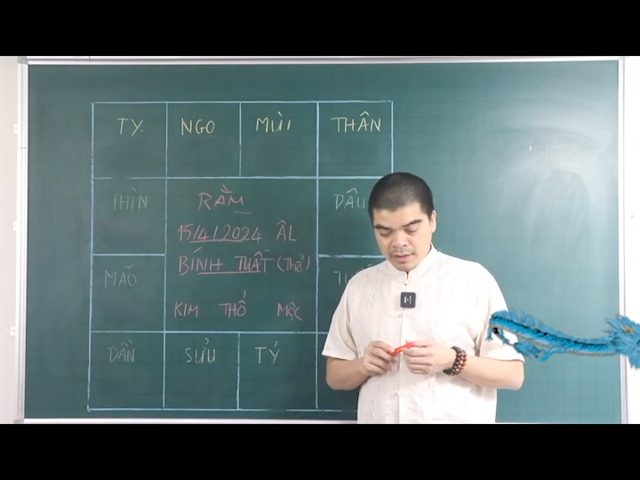 TỴ NGỌ MÙI THÂN
THÌN RẰM DẬU
15/4/2024 ÂL
BÍNH TUẤT (THỔ)
MÃO
KIM THỔ MỘC
DẦN SỬU TÝ